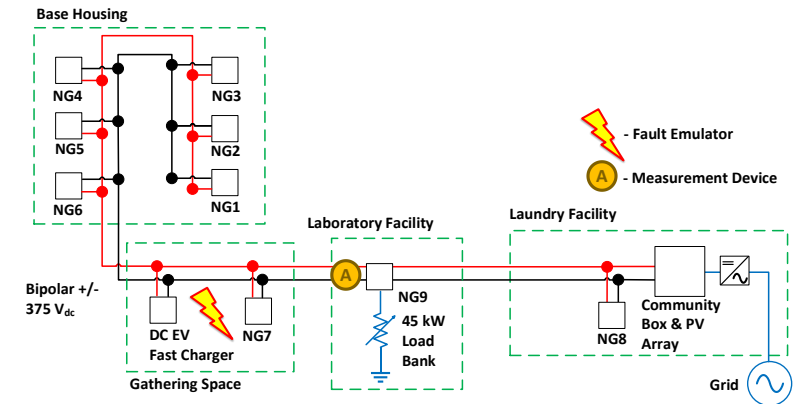 Base Housing
NG4
NG3
NG5
NG2
NG6
NG1
- Fault Emulator
A
- Measurement Device
Laboratory Facility
Laundry Facility
Bipolar +/-
375 Vdc
A
DC EV
Fast Charger
NG7
NG9
45 kW
Load
Bank
NG8
Community
Box & PV
Array
Gathering Space
Grid